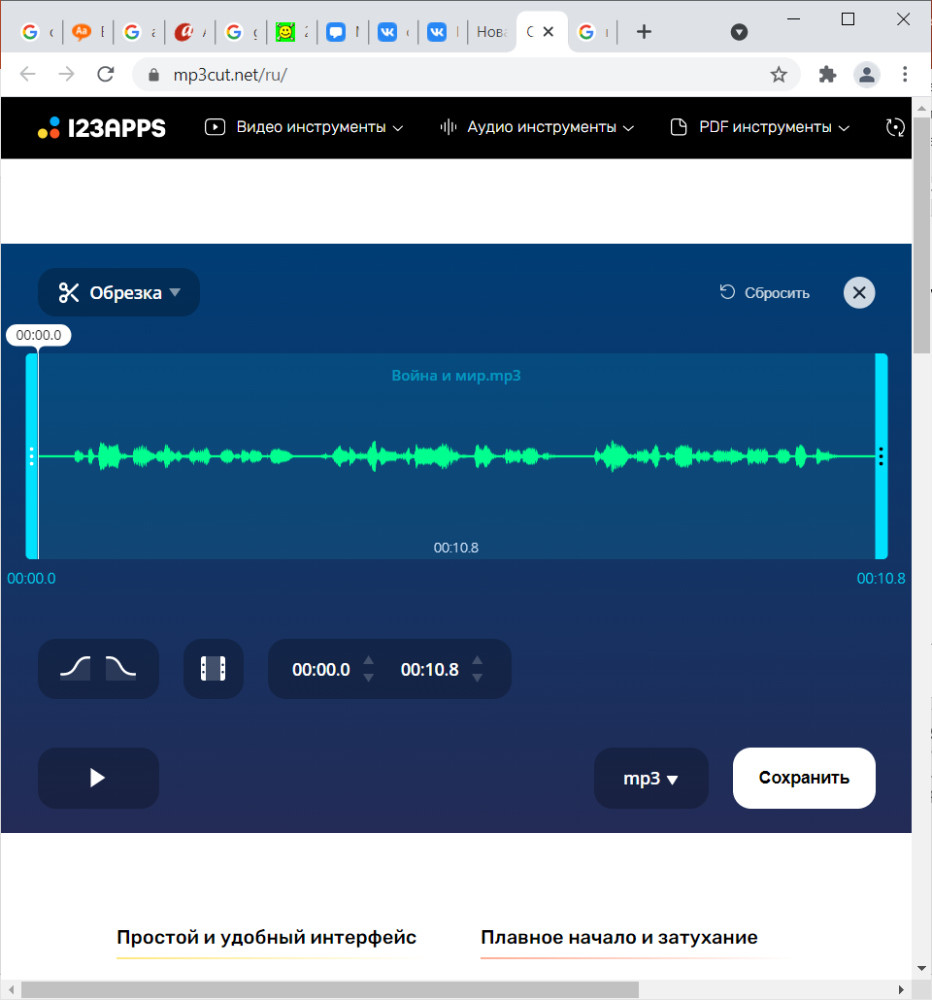 Нова
mp3cut.net/ru/
123APPS
Видео инструменты
Аудио инструменты
PDF инструменты
Обрезка
Сбросить
00:00.0
Война и мир.mp3
00:10.8
00:00.0
00:10.8
00:00.0
00:10.8
mp3
Сохранить
Простой и удобный интерфейс
Плавное начало и затухание